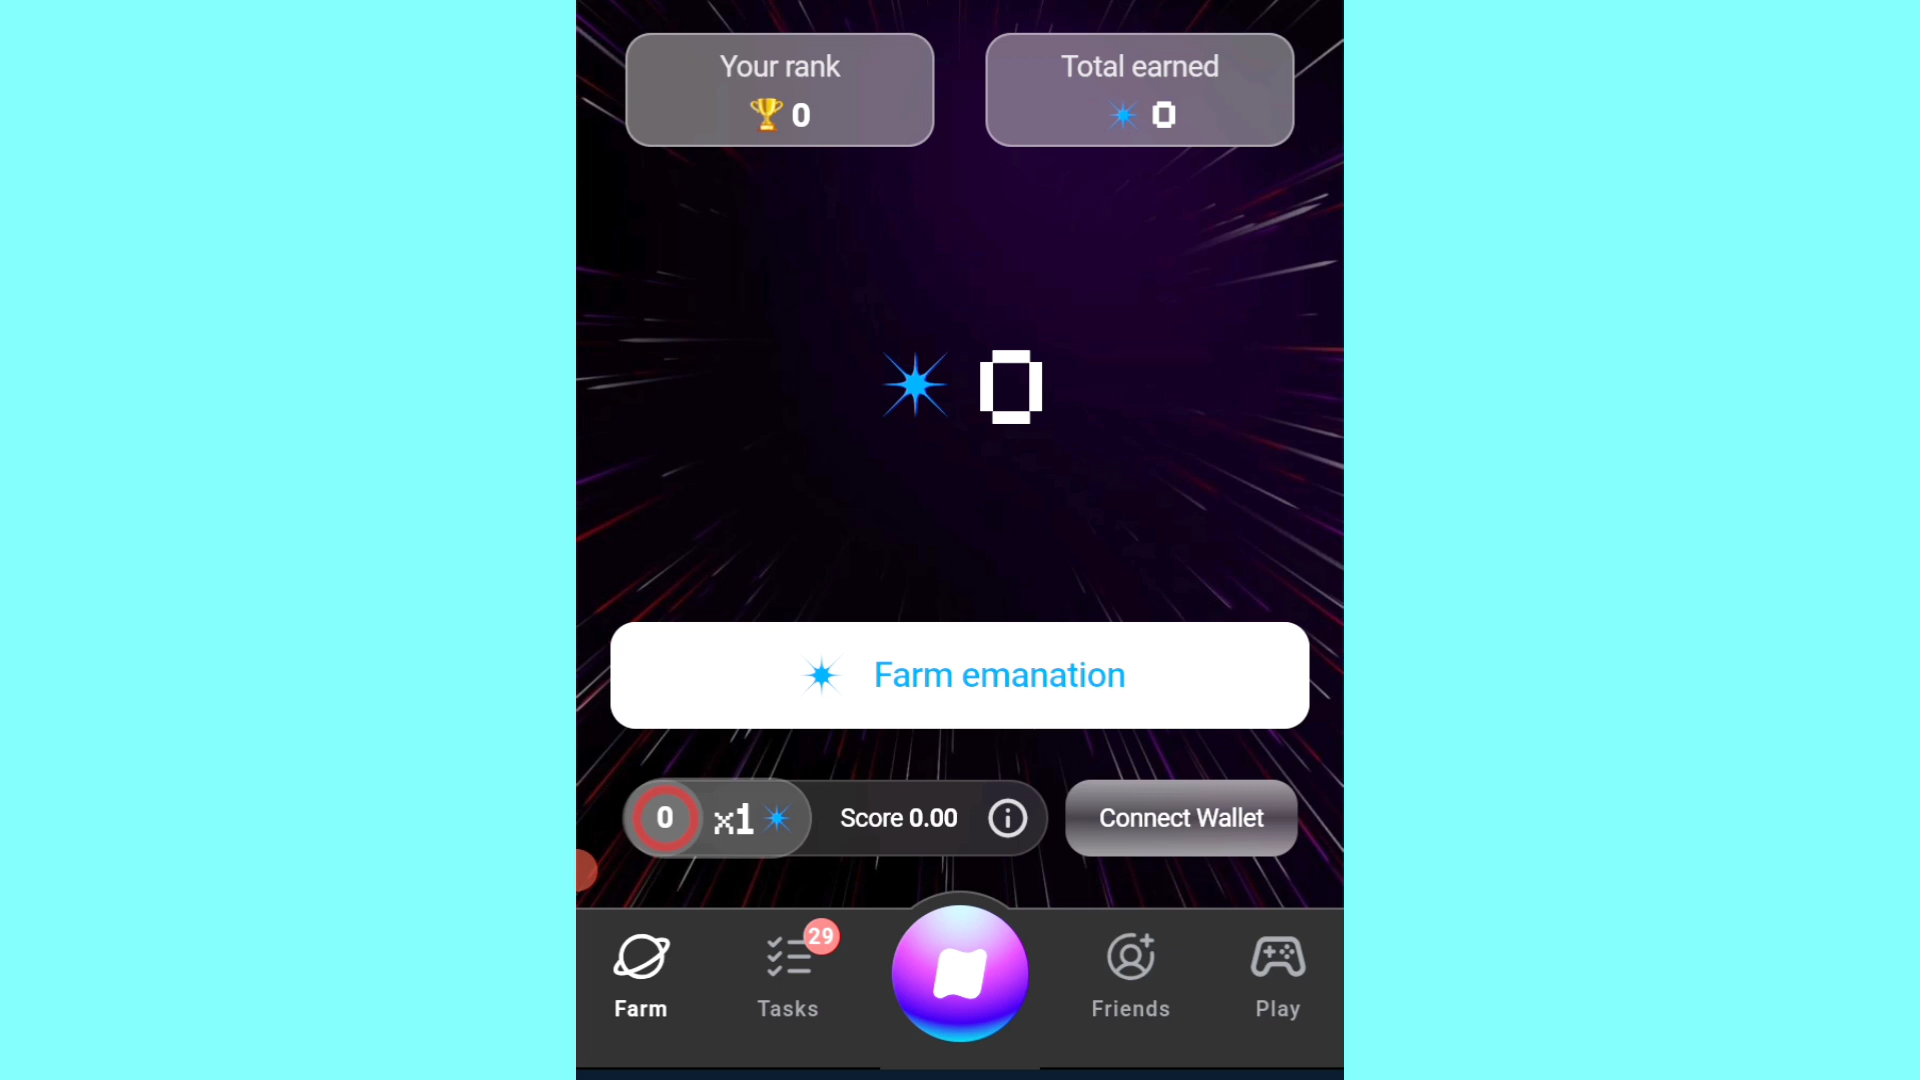 Your rank
Total earned
0
0
0
Farm emanation
0
x1
Score 0.00
Connect Wallet
29
Farm
Tasks
Friends
Play